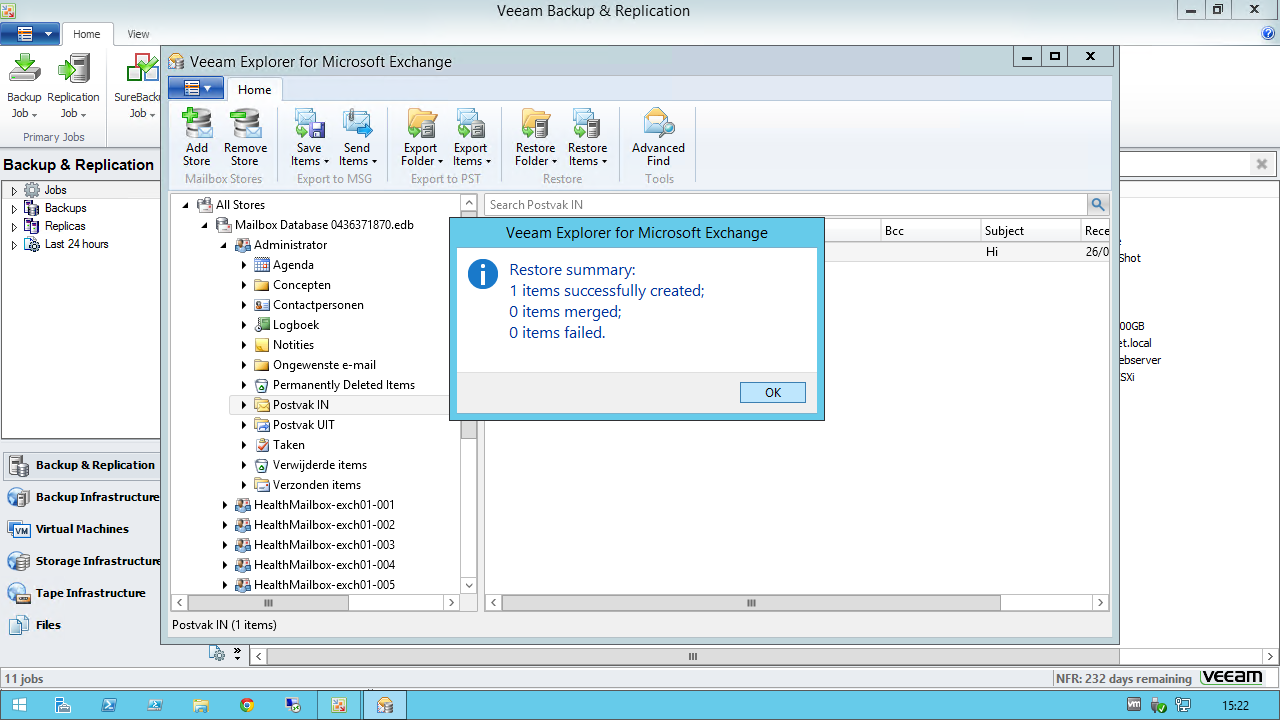 Veeam Backup & Replication
Home
View
Veeam Explorer for Microsoft Exchange
Home
Backup
Job
Replication
Job
SureBack
Job
Primary Jobs
Add
Store
Remove
Store
Mailbox Stores
Save
Items
Send
Items
Export to MSG
Export
Folder
Export
Items
Export to PST
Restore
Folder
Restore
Items
Restore
Advanced
Find
Tools
Backup & Replication
Jobs
Backups
Replicas
Last 24 hours
All Stores
Mailbox Database 0436371870.edb
Administrator
Agenda
Concepten
Contactpersonen
Logboek
Notities
Ongewenste e-mail
Permanently Deleted Items
Postvak IN
Postvak UIT
Taken
Verwijderde items
Verzonden items
HealthMailbox-exch01-001
HealthMailbox-exch01-002
HealthMailbox-exch01-003
HealthMailbox-exch01-004
HealthMailbox-exch01-005
Search Postvak IN
Bcc
Subject
Rece
Hi
26/0
Veeam Explorer for Microsoft Exchange
Restore summary:
1 items successfully created;
0 items merged;
0 items failed.
OK
Shot
00GB
et.local
ebserver
SXi
Backup & Replication
Backup Infrastructure
Virtual Machines
Storage Infrastructure
Tape Infrastructure
Files
Postvak IN (1 items)
11 jobs
NFR: 232 days remaining
veeam
15:22